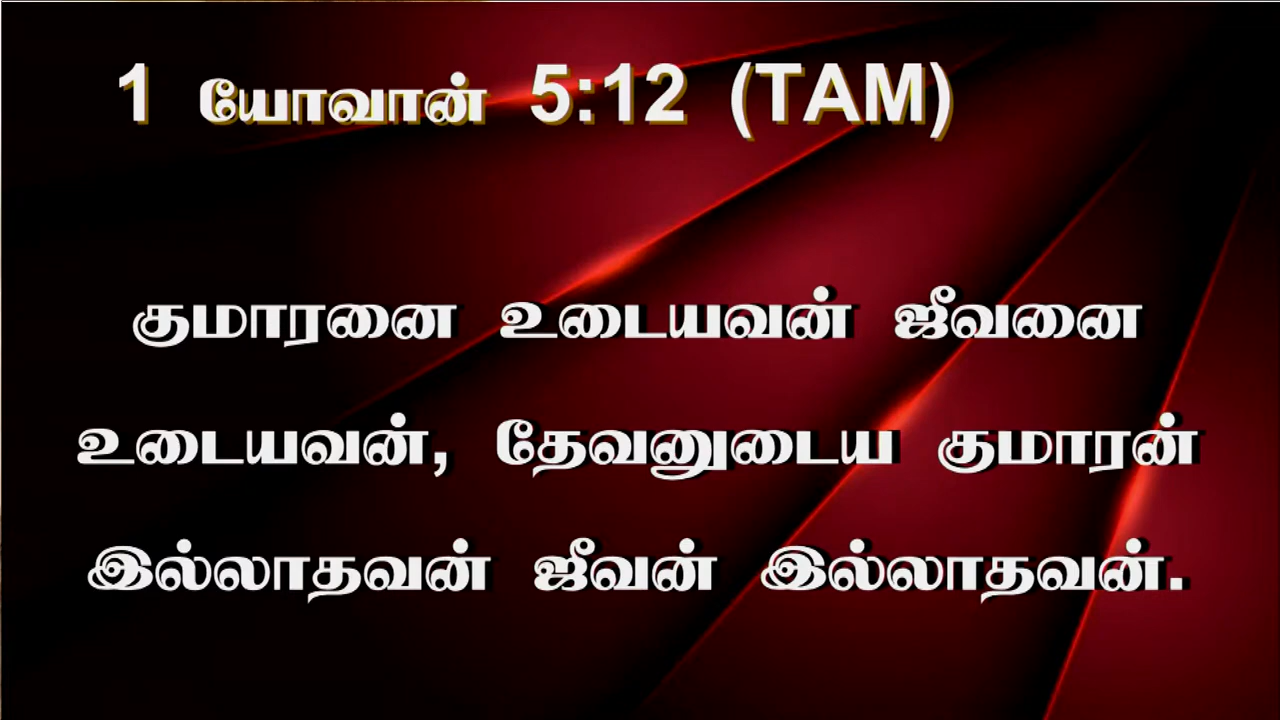 1 யோவான் 5:12 (TAM)
குமாரனை உடையவன் ஜீவனை
உடையவன், தேவனுடைய குமாரன்
இல்லாதவன் ஜீவன் இல்லாதவன்.